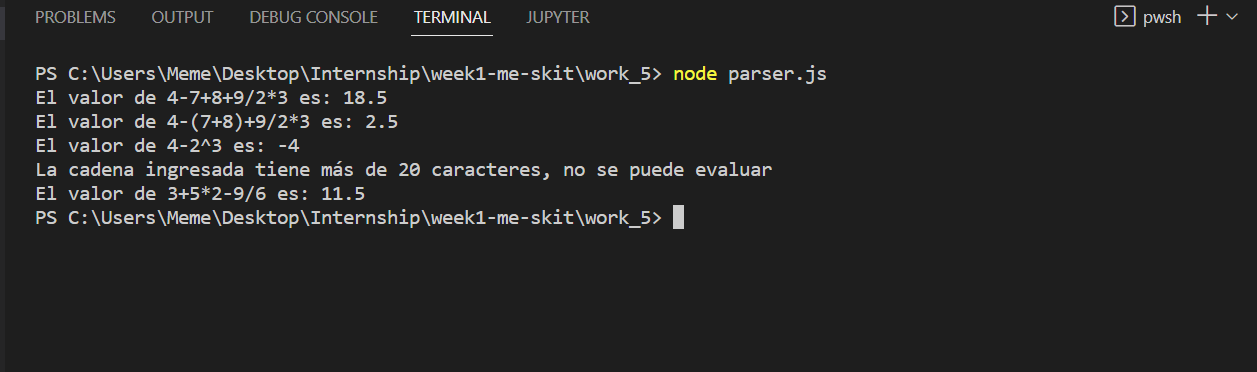 PROBLEMS OUTPUT DEBUG CONSOLE TERMINAL JUPYTER pwsh
PS C:\Users\Meme\Desktop\Internship\week1-me-skit\work_5> node parser.js
El valor de 4-7+8+9/2*3 es: 18.5
El valor de 4-(7+8)+9/2*3 es: 2.5
El valor de 4-2^3 es: -4
La cadena ingresada tiene más de 20 caracteres, no se puede evaluar
El valor de 3+5*2-9/6 es: 11.5
PS C:\Users\Meme\Desktop\Internship\week1-me-skit\work_5>